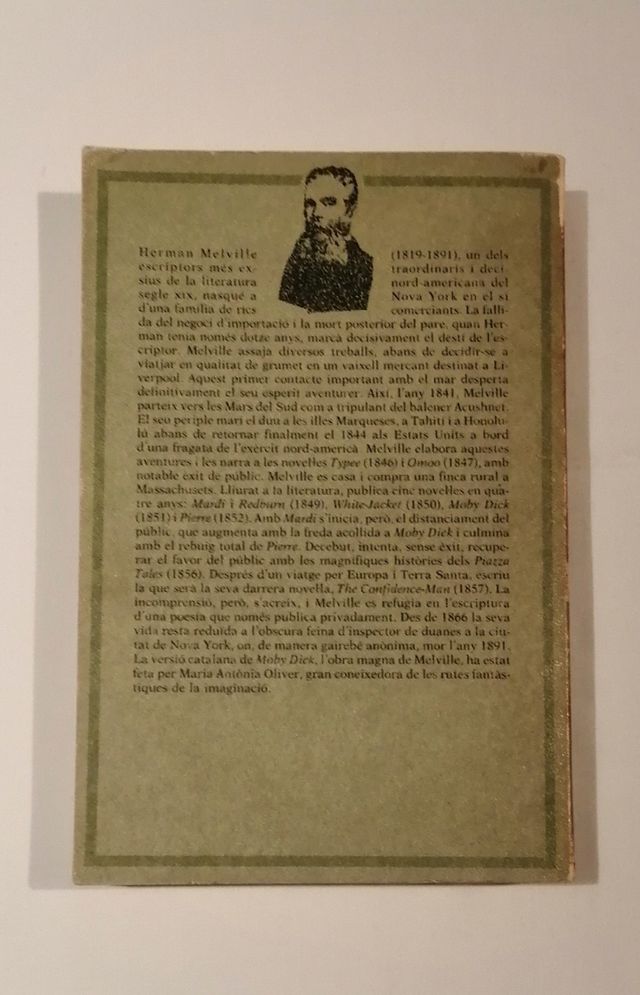 Herman Melville (1819-1891), un dels
escriptors més ex- traordinaris i deci-
sius de la literatura nord-americana del
segle XIX, nasqué a Nova York en el si
d'una família de rics comerciants. La falli-
da del negoci d'importació i la mort posterior del pare, quan Her-
man tenia només dotze anys, marcà decisivament el destí de l'es-
criptor. Melville assaja diversos treballs, abans de decidir-se a
viatjar en qualitat de grumet en un vaixell mercant destinat a Li-
verpool. Aquest primer contacte important amb el mar desperta
definitivament el seu esperit aventurer. Així, l'any 1841, Melville
parteix vers les Mars del Sud com a tripulant del balener Acushnet.
El seu periple marí el duu a les illes Marqueses, a Tahití i a Honolu-
lú abans de retornar finalment el 1844 als Estats Units a bord
d'una fragata de l'exèrcit nord-americà. Melville elabora aquestes
aventures i les narra a les novel·les Typee (1846) i Omoo (1847), amb
notable èxit de públic. Melville es casa i compra una finca rural a
Massachusets. Lliurat a la literatura, publica cinc novel·les en qua-
tre anys: Mardi i Redburn (1849), White-Jacket (1850), Moby Dick
(1851) i Pierre (1852). Amb Mardi s'inicia, però, el distanciament del
públic, que augmenta amb la freda acollida a Moby Dick i culmina
amb el rebuig total de Pierre. Decebut, intenta, sense èxit, recupe-
rar el favor del públic amb les magnífiques històries dels Piazza
Tales (1856). Després d'un viatge per Europa i Terra Santa, escriu
la que serà la seva darrera novel·la, The Confidence-Man (1857). La
incomprensió, però, s'acreix, i Melville es refugia en l'escriptura
d'una poesia que només publica privadament. Des de 1866 la seva
vida resta reduïda a l'obscura feina d'inspector de duanes a la ciu-
tat de Nova York, on, de manera gairebé anònima, mor l'any 1891.
La versió catalana de Moby Dick, l'obra magna de Melville, ha estat
feta per Maria Antònia Oliver, gran coneixedora de les rutes fantàs-
tiques de la imaginació.